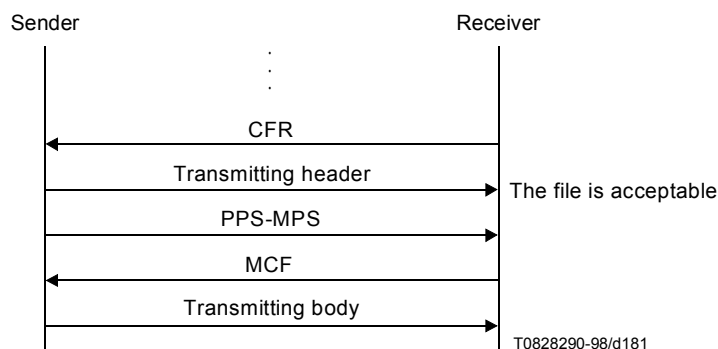 Sender
Receiver
CFR
Transmitting header
The file is acceptable
PPS-MPS
MCF
Transmitting body
T0828290-98/d181